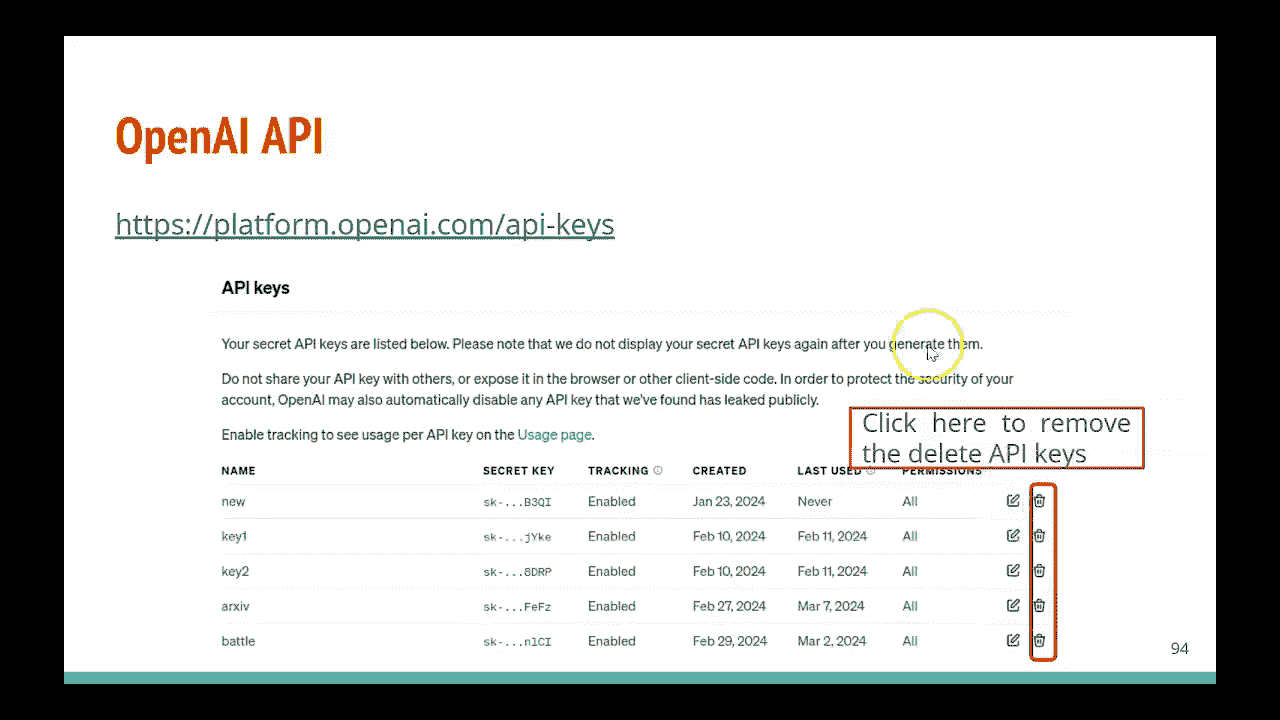 OpenAI API
https://platform.openai.com/api-keys
API keys
Your secret API keys are listed below. Please note that we do not display your secret API keys again after you generate them.
Do not share your API key with others, or expose it in the browser or other client-side code. In order to protect the security of your
account, OpenAI may also automatically disable any API key that we've found has leaked publicly.
Enable tracking to see usage per API key on the Usage page.
Click here to remove
the delete API keys
NAME SECRET KEY TRACKING CREATED LAST USED PERMISSIONS
new sk-...B3QI Enabled Jan 23, 2024 Never All
key1 sk-...jYke Enabled Feb 10, 2024 Feb 11, 2024 All
key2 sk-...8DRP Enabled Feb 10, 2024 Feb 11, 2024 All
arxiv sk-...FeFz Enabled Feb 27, 2024 Mar 7, 2024 All
battle sk-...nlCI Enabled Feb 29, 2024 Mar 2, 2024 All
94